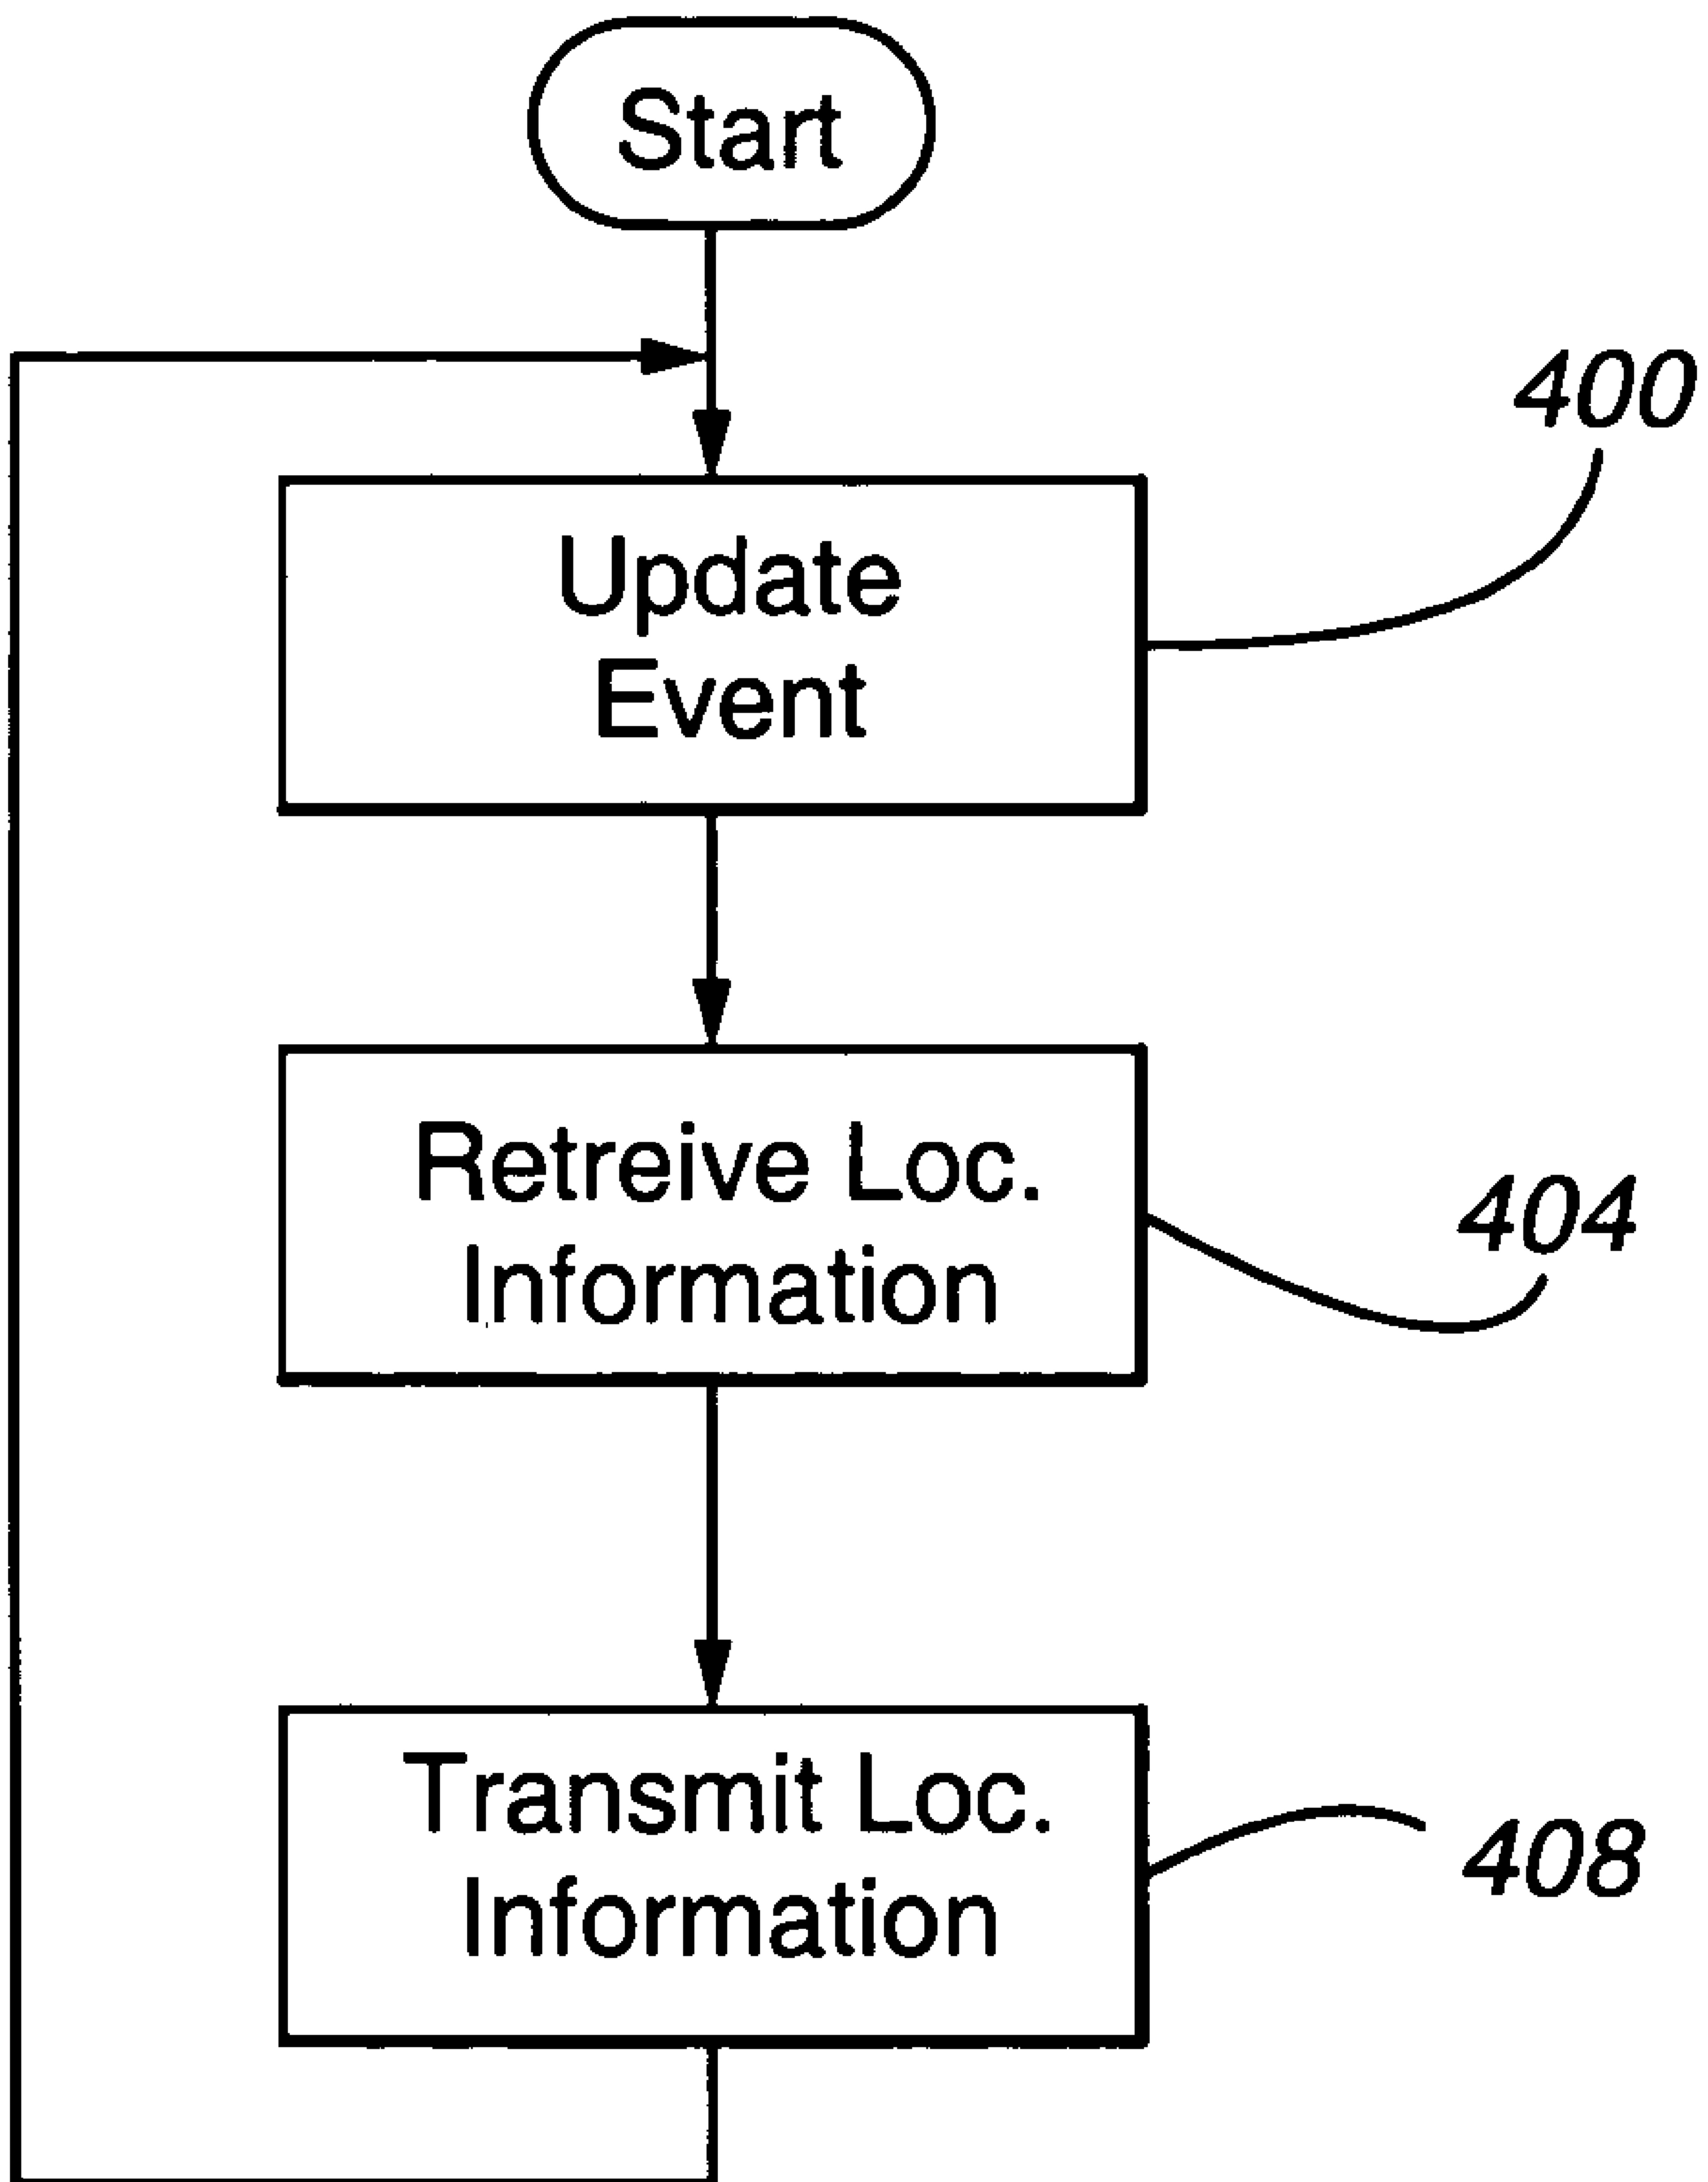 Start
400
Update
Event
Retreive Loc.
Information
404
Transmit Loc.
Information
408